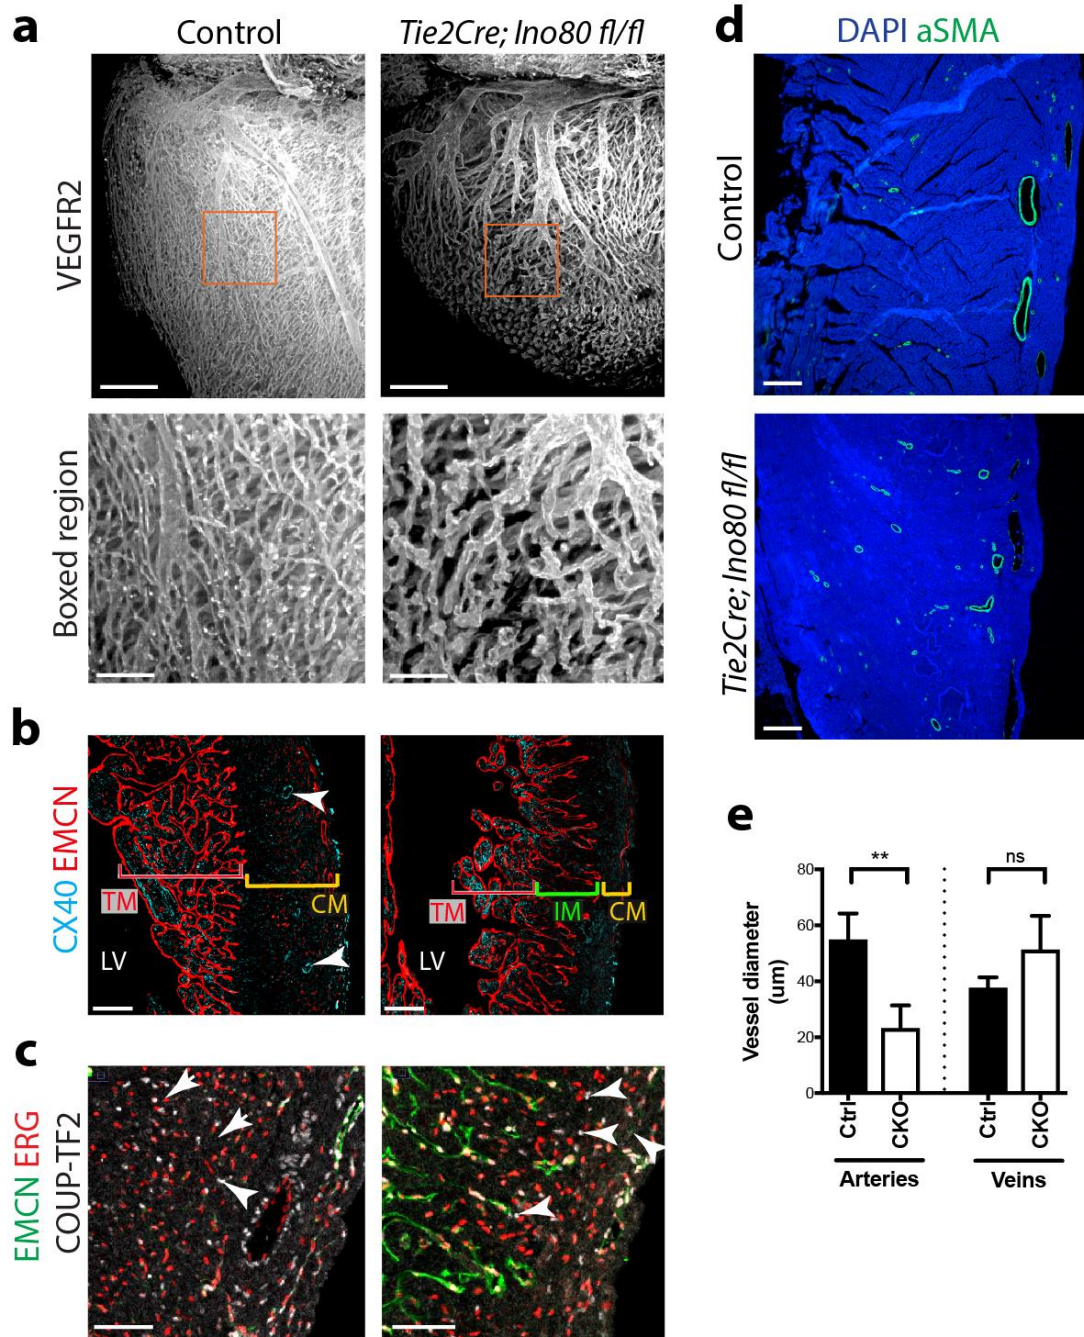 a
Control
Tie2Cre; Ino80 fl/fl
VEGFR2
Boxed region
b
CX40 EMCN
TM
CM
LV
TM
IM
CM
LV
c
EMCN ERG
COUP-TF2
d
DAPI aSMA
Control
Tie2Cre; Ino80 fl/fl
e
**
ns
Vessel diameter
(um)
80
60
40
20
0
Ctrl
CKO
Ctrl
CKO
Arteries
Veins